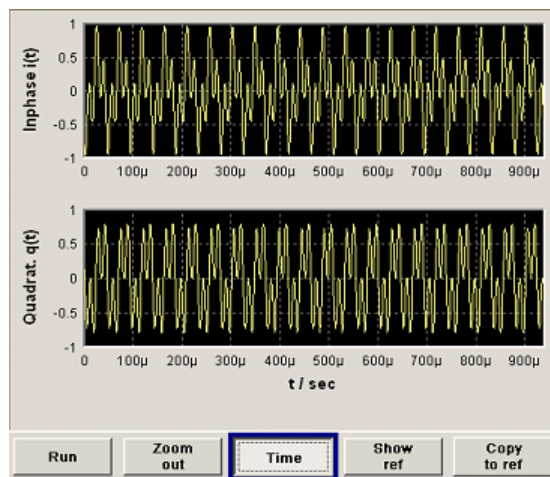 Inphase i(t)
1
0.5
0
-0.5
-1
0 100µ 200µ 300µ 400µ 500µ 600µ 700µ 800µ 900µ
Quadrat. q(t)
1
0.5
0
-0.5
-1
0 100µ 200µ 300µ 400µ 500µ 600µ 700µ 800µ 900µ
t / sec
Run
Zoom
out
Time
Show
ref
Copy
to ref